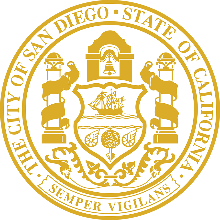 THE CITY OF SAN DIEGO • STATE OF CALIFORNIA •
SEMPER VIGILANS